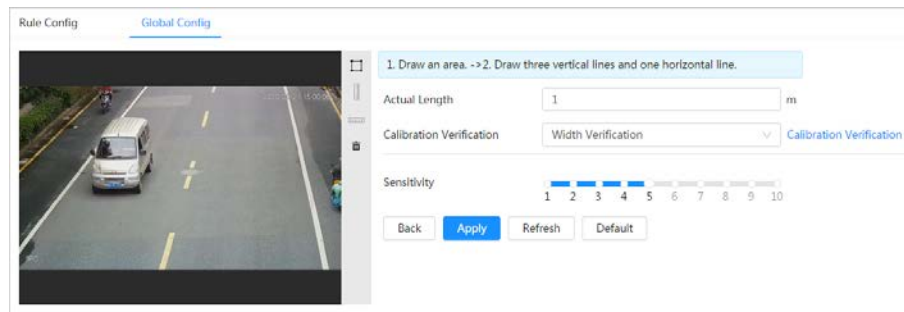 Rule Config Global Config
1. Draw an area. ->2. Draw three vertical lines and one horizontal line.
Actual Length 1 m
Calibration Verification Width Verification Calibration Verification
Sensitivity
1 2 3 4 5 6 7 8 9 10
Back Apply Refresh Default